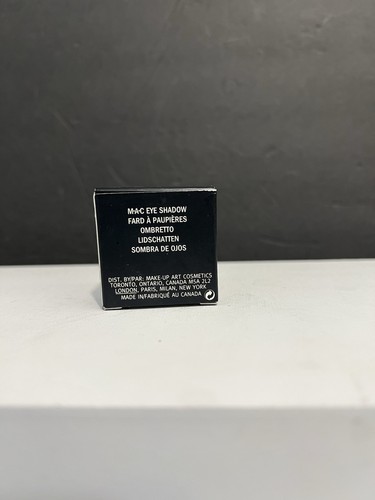 M·A·C EYE SHADOW
FARD À PAUPIÈRES
OMBRETTO
LIDSCHATTEN
SOMBRA DE OJOS
DIST. BY/PAR: MAKE-UP ART COSMETICS
TORONTO, ONTARIO, CANADA M5A 2L2
LONDON, PARIS, MILAN, NEW YORK
MADE IN/FABRIQUÉ AU CANADA